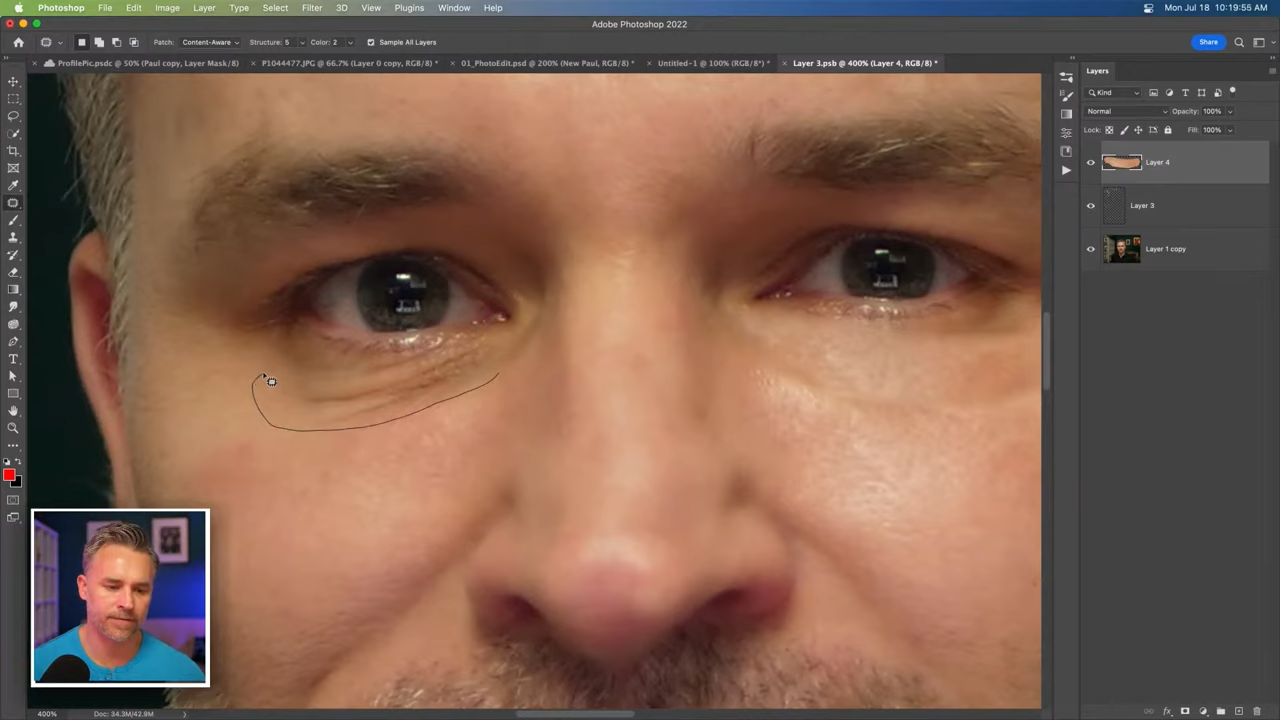 Photoshop File Edit Image Layer Type Select Filter 3D View Plugins Window Help Mon Jul 18 10:19:55 AM
Adobe Photoshop 2022
Patch: Content-Aware Structure: 5 Color: 2 Sample All Layers Share
ProfilePic.psdc @ 50% (Paul copy, Layer Mask/8) P1044477.JPG @ 66.7% (Layer 0 copy, RGB/8) * 01_PhotoEdit.psd @ 200% (New Paul, RGB/8) * Untitled-1 @ 100% (RGB/8*) * Layer 3.psb @ 400% (Layer 4, RGB/8) *
Layers
Kind
Normal Opacity: 100%
Lock: Fill: 100%
Layer 4
Layer 3
Layer 1 copy
400% Doc: 34.3M/42.9M